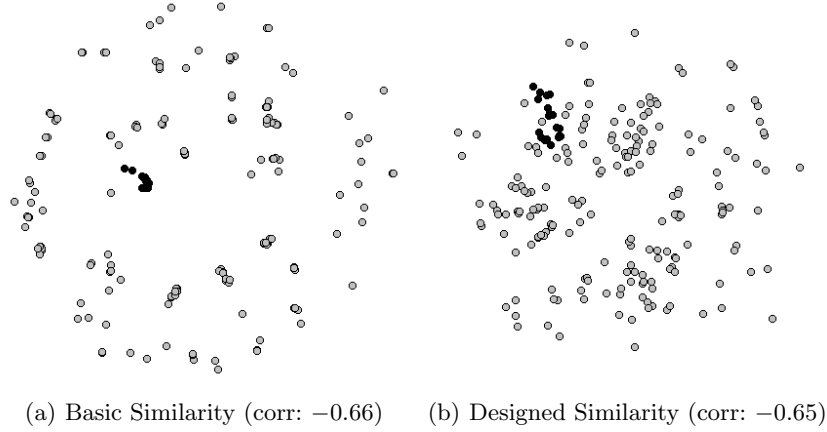 (a) Basic Similarity (corr: −0.66)
(b) Designed Similarity (corr: −0.65)